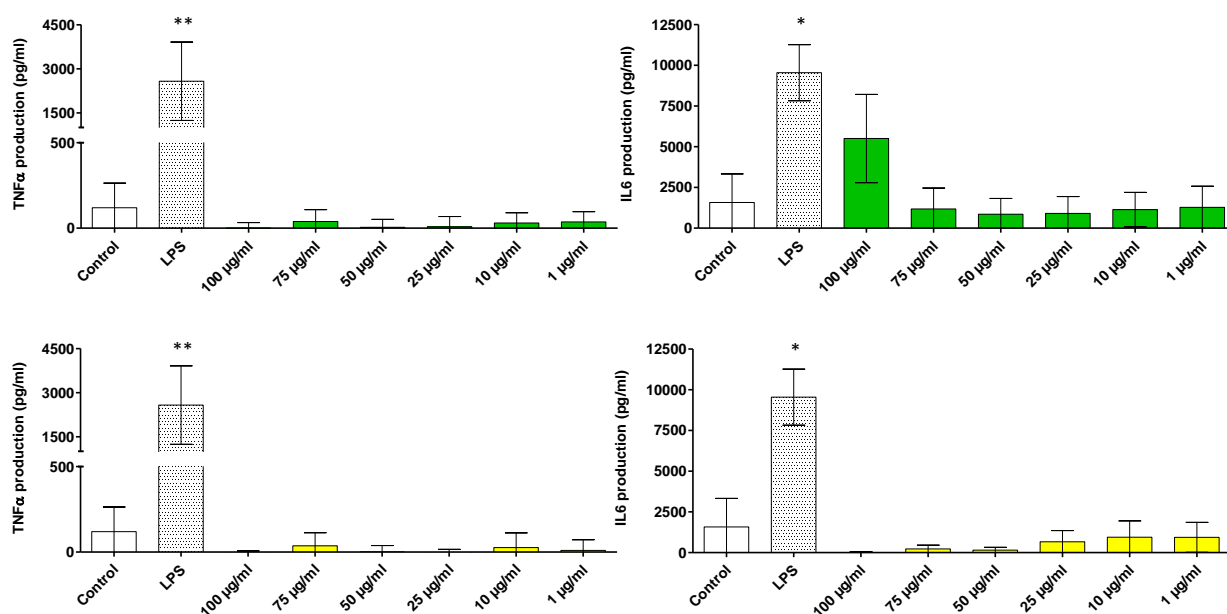 TNFα production (pg/ml)
4500
3000
1500
500
0
**
Control
LPS
100 µg/ml
75 µg/ml
50 µg/ml
25 µg/ml
10 µg/ml
1 µg/ml
IL6 production (pg/ml)
12500
10000
7500
5000
2500
0
*
Control
LPS
100 µg/ml
75 µg/ml
50 µg/ml
25 µg/ml
10 µg/ml
1 µg/ml
TNFα production (pg/ml)
4500
3000
1500
500
0
**
Control
LPS
100 µg/ml
75 µg/ml
50 µg/ml
25 µg/ml
10 µg/ml
1 µg/ml
IL6 production (pg/ml)
12500
10000
7500
5000
2500
0
*
Control
LPS
100 µg/ml
75 µg/ml
50 µg/ml
25 µg/ml
10 µg/ml
1 µg/ml